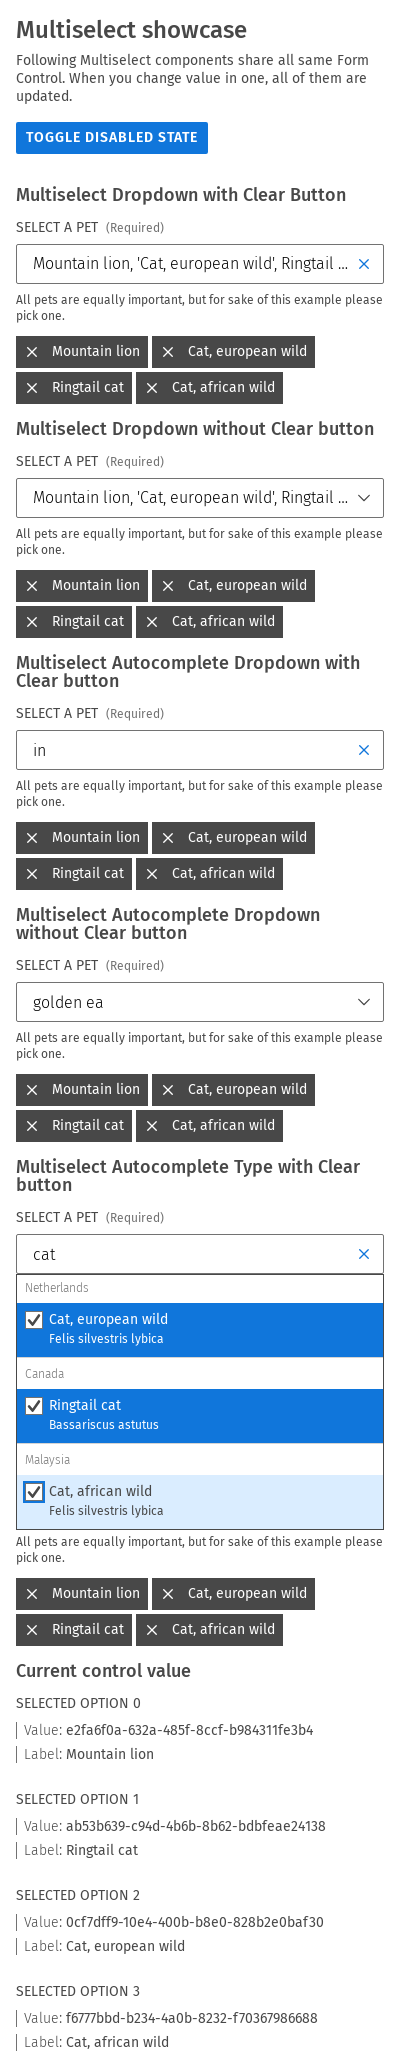 Multiselect showcase
Following Multiselect components share all same Form
Control. When you change value in one, all of them are
updated.
TOGGLE DISABLED STATE
Multiselect Dropdown with Clear Button
SELECT A PET (Required)
Mountain lion, 'Cat, european wild', Ringtail ...
All pets are equally important, but for sake of this example please
pick one.
Mountain lion Cat, european wild
Ringtail cat Cat, african wild
Multiselect Dropdown without Clear button
SELECT A PET (Required)
Mountain lion, 'Cat, european wild', Ringtail ...
All pets are equally important, but for sake of this example please
pick one.
Mountain lion Cat, european wild
Ringtail cat Cat, african wild
Multiselect Autocomplete Dropdown with
Clear button
SELECT A PET (Required)
in
All pets are equally important, but for sake of this example please
pick one.
Mountain lion Cat, european wild
Ringtail cat Cat, african wild
Multiselect Autocomplete Dropdown
without Clear button
SELECT A PET (Required)
golden ea
All pets are equally important, but for sake of this example please
pick one.
Mountain lion Cat, european wild
Ringtail cat Cat, african wild
Multiselect Autocomplete Type with Clear
button
SELECT A PET (Required)
cat
Netherlands
Cat, european wild
Felis silvestris lybica
Canada
Ringtail cat
Bassariscus astutus
Malaysia
Cat, african wild
Felis silvestris lybica
All pets are equally important, but for sake of this example please
pick one.
Mountain lion Cat, european wild
Ringtail cat Cat, african wild
Current control value
SELECTED OPTION 0
Value: e2fa6f0a-632a-485f-8ccf-b984311fe3b4
Label: Mountain lion
SELECTED OPTION 1
Value: ab53b639-c94d-4b6b-8b62-bdbfeae24138
Label: Ringtail cat
SELECTED OPTION 2
Value: 0cf7dff9-10e4-400b-b8e0-828b2e0baf30
Label: Cat, european wild
SELECTED OPTION 3
Value: f6777bbd-b234-4a0b-8232-f70367986688
Label: Cat, african wild